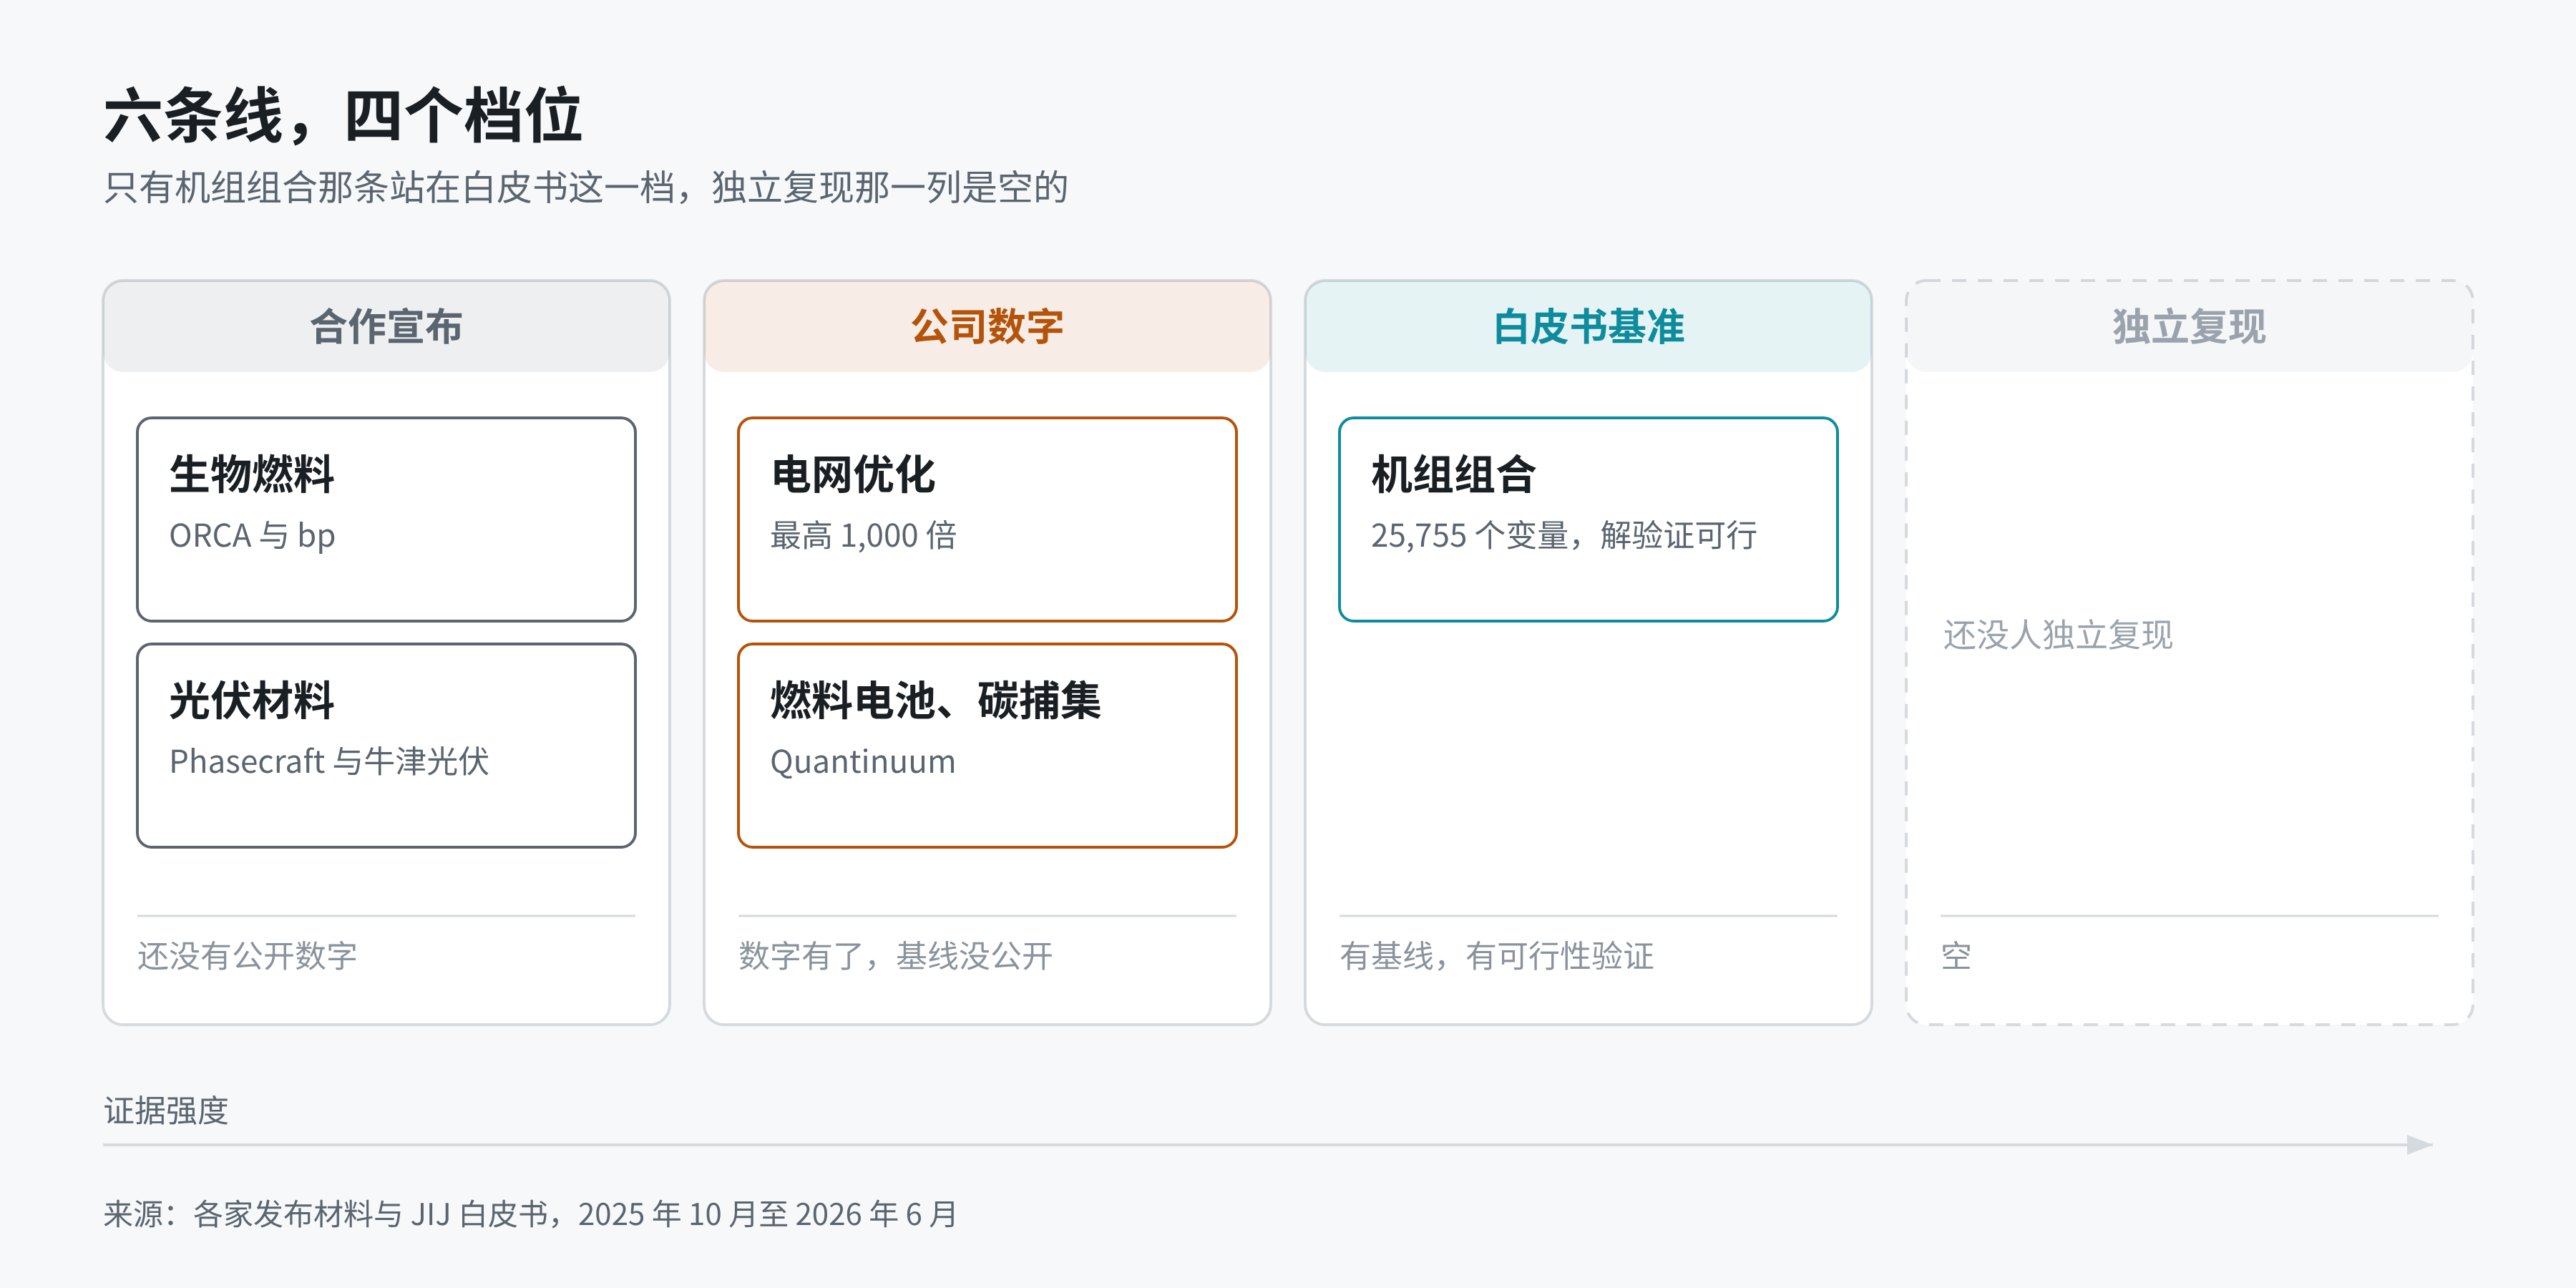 六条线，四个档位
只有机组组合那条站在白皮书这一档，独立复现那一列是空的
合作宣布
生物燃料
ORCA 与 bp
光伏材料
Phasecraft 与牛津光伏
还没有公开数字
公司数字
电网优化
最高 1,000 倍
燃料电池、碳捕集
Quantinuum
数字有了，基线没公开
白皮书基准
机组组合
25,755 个变量，解验证可行
有基线，有可行性验证
独立复现
还没人独立复现
空
证据强度
来源：各家发布材料与 JIJ 白皮书，2025 年 10 月至 2026 年 6 月